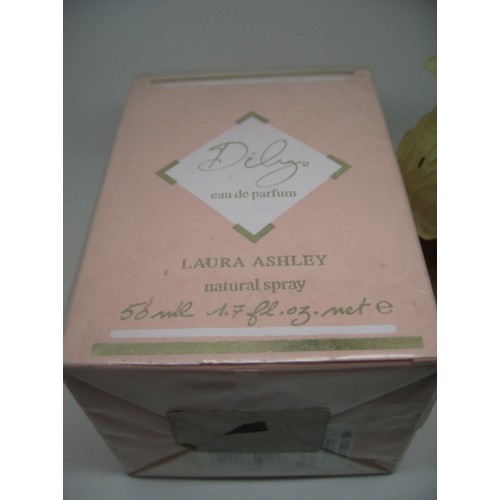 Dilys
eau de parfum
LAURA ASHLEY
natural spray
50 ml 1.7 fl.oz.net e